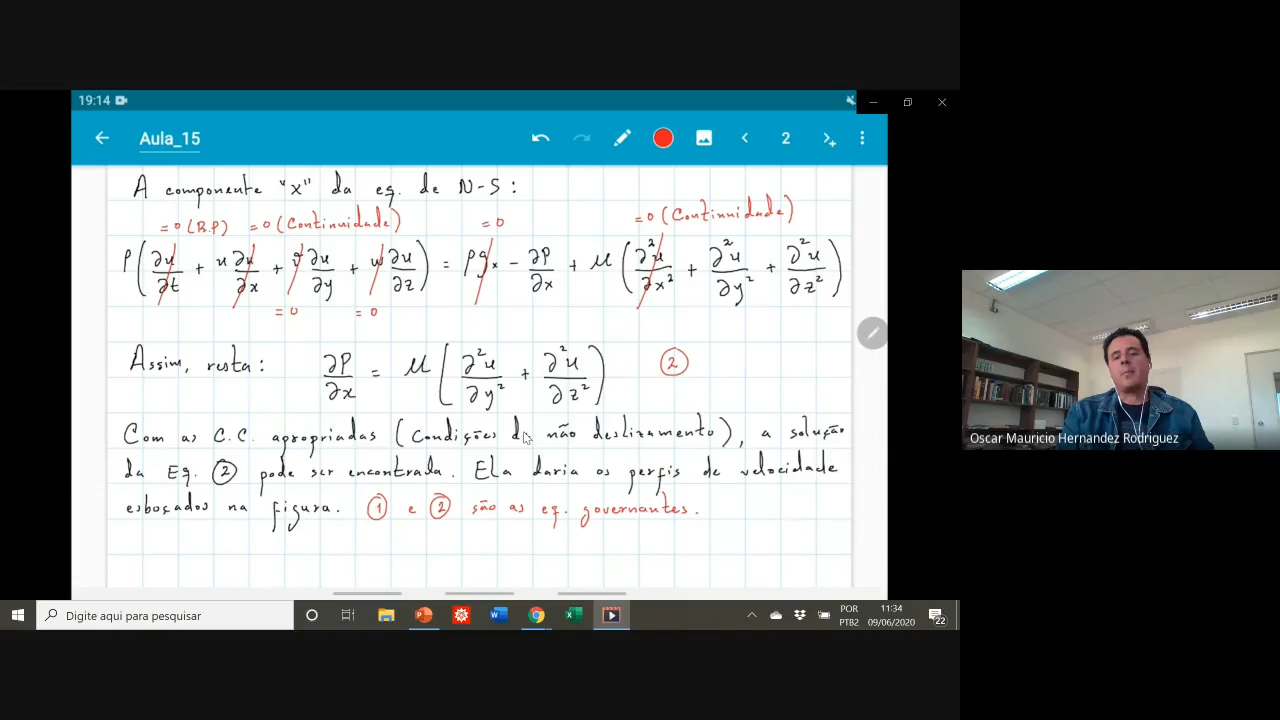 19:14
Aula_15
2
A componente "x" da eq. de N-S:
=0 (R.P) =0 (Continuidade) =0 =0 (Continuidade)
ρ(∂u/∂t + u ∂u/∂x + v ∂u/∂y + w ∂u/∂z) = ρgx - ∂P/∂x + μ(∂²u/∂x² + ∂²u/∂y² + ∂²u/∂z²)
=0 =0
Assim, resta: ∂P/∂x = μ(∂²u/∂y² + ∂²u/∂z²) ②
Com as C.C. apropriadas (Condições de não deslizamento), a solução
da Eq. ② pode ser encontrada. Ela daria os perfis de velocidade
esboçados na figura. ① e ② são as eq. governantes.
Oscar Mauricio Hernandez Rodriguez
Digite aqui para pesquisar
POR
PTB2
11:34
09/06/2020
22